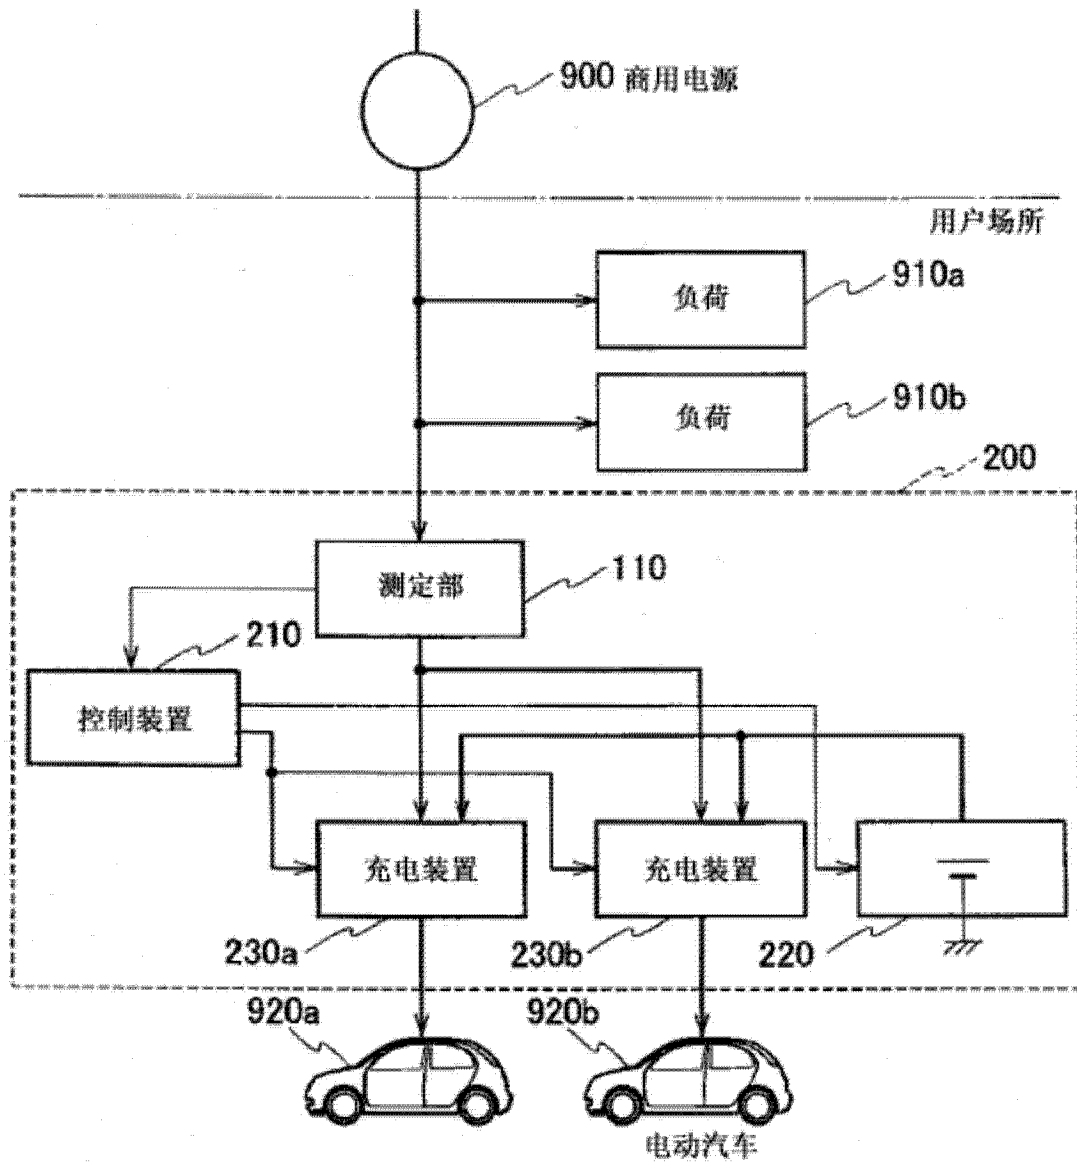 900 商用电源
用户场所
负荷
910a
负荷
910b
200
测定部
110
210
控制装置
充电装置
充电装置
230a
230b
220
920a
920b
电动汽车